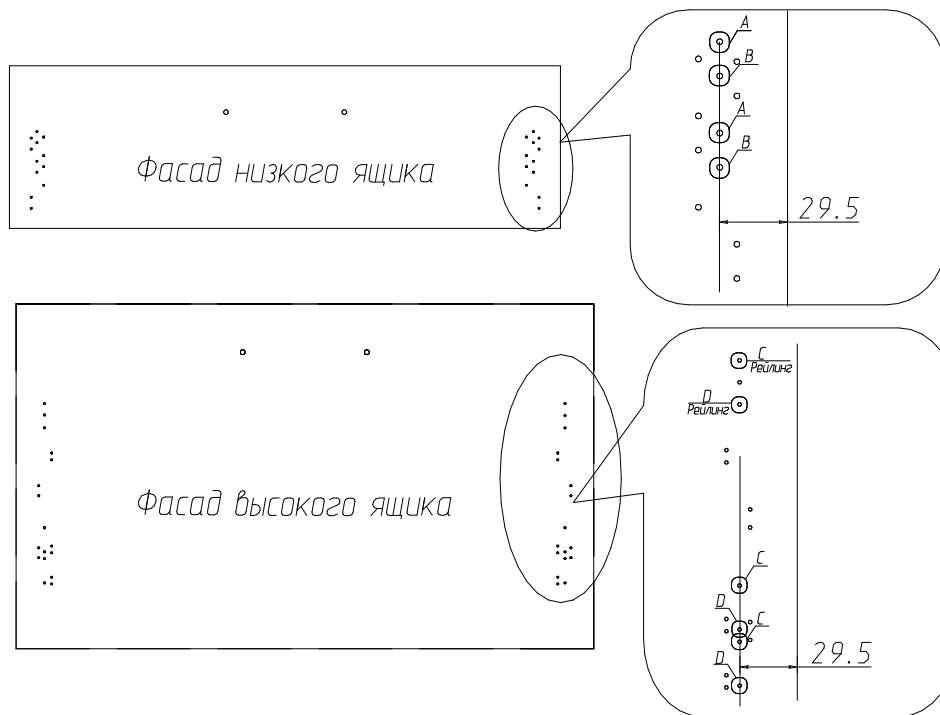 A
B
A
B
29.5
Фасад низкого ящика
C
Рейлинг
D
Рейлинг
Фасад высокого ящика
C
D
C
D
29.5